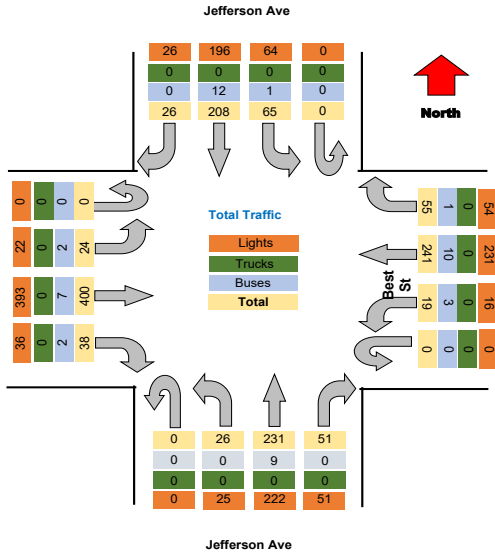 Jefferson Ave
26 196 64 0
0 0 0 0
0 12 1 0
26 208 65 0
North
0 0 0 0
22 0 2 24
393 0 7 400
36 0 2 38
Total Traffic
Lights
Trucks
Buses
Total
Best
St
55 1 0 54
241 10 0 231
19 3 0 16
0 0 0 0
0 26 231 51
0 0 9 0
0 0 0 0
0 25 222 51
Jefferson Ave